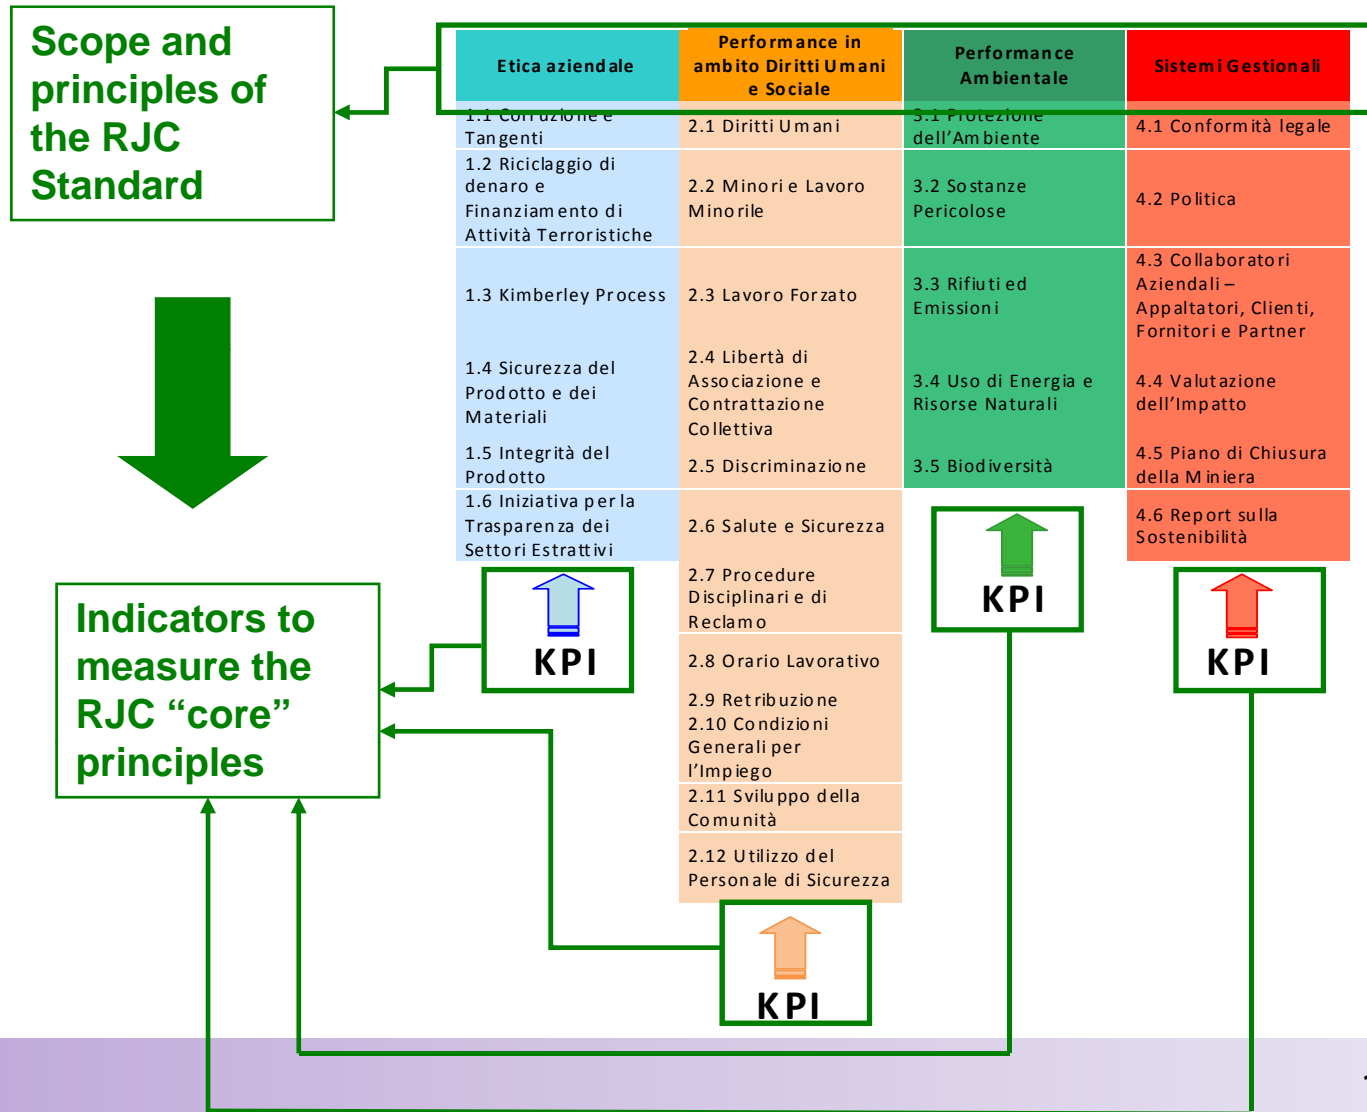 Scope and
principles of
the RJC
Standard
Etica aziendale
Performance in
ambito Diritti Umani
e Sociale
Performance
Ambientale
Sistemi Gestionali
1.1 Corruzione e
Tangenti
2.1 Diritti Umani
3.1 Protezione
dell'Ambiente
4.1 Conformità legale
1.2 Riciclaggio di
denaro e
Finanziamento di
Attività Terroristiche
2.2 Minori e Lavoro
Minorile
3.2 Sostanze
Pericolose
4.2 Politica
1.3 Kimberley Process
2.3 Lavoro Forzato
3.3 Rifiuti ed
Emissioni
4.3 Collaboratori
Aziendali –
Appaltatori, Clienti,
Fornitori e Partner
1.4 Sicurezza del
Prodotto e dei
Materiali
2.4 Libertà di
Associazione e
Contrattazione
Collettiva
3.4 Uso di Energia e
Risorse Naturali
4.4 Valutazione
dell'Impatto
1.5 Integrità del
Prodotto
2.5 Discriminazione
3.5 Biodiversità
4.5 Piano di Chiusura
della Miniera
1.6 Iniziativa per la
Trasparenza dei
Settori Estrattivi
2.6 Salute e Sicurezza
4.6 Report sulla
Sostenibilità
2.7 Procedure
Disciplinari e di
Reclamo
2.8 Orario Lavorativo
2.9 Retribuzione
2.10 Condizioni
Generali per
l'Impiego
2.11 Sviluppo della
Comunità
2.12 Utilizzo del
Personale di Sicurezza
KPI
KPI
KPI
KPI
Indicators to
measure the
RJC “core”
principles